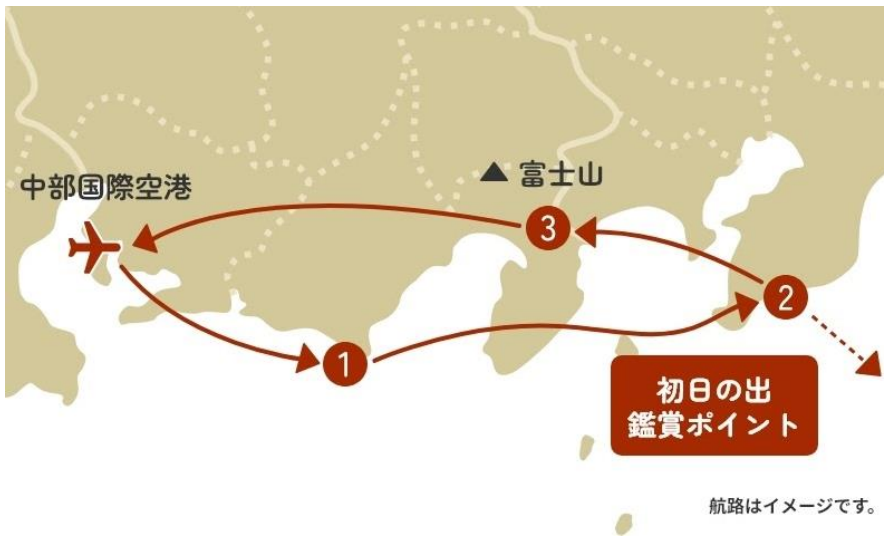 中部国際空港
富士山
3
2
1
初日の出
鑑賞ポイント
航路はイメージです。